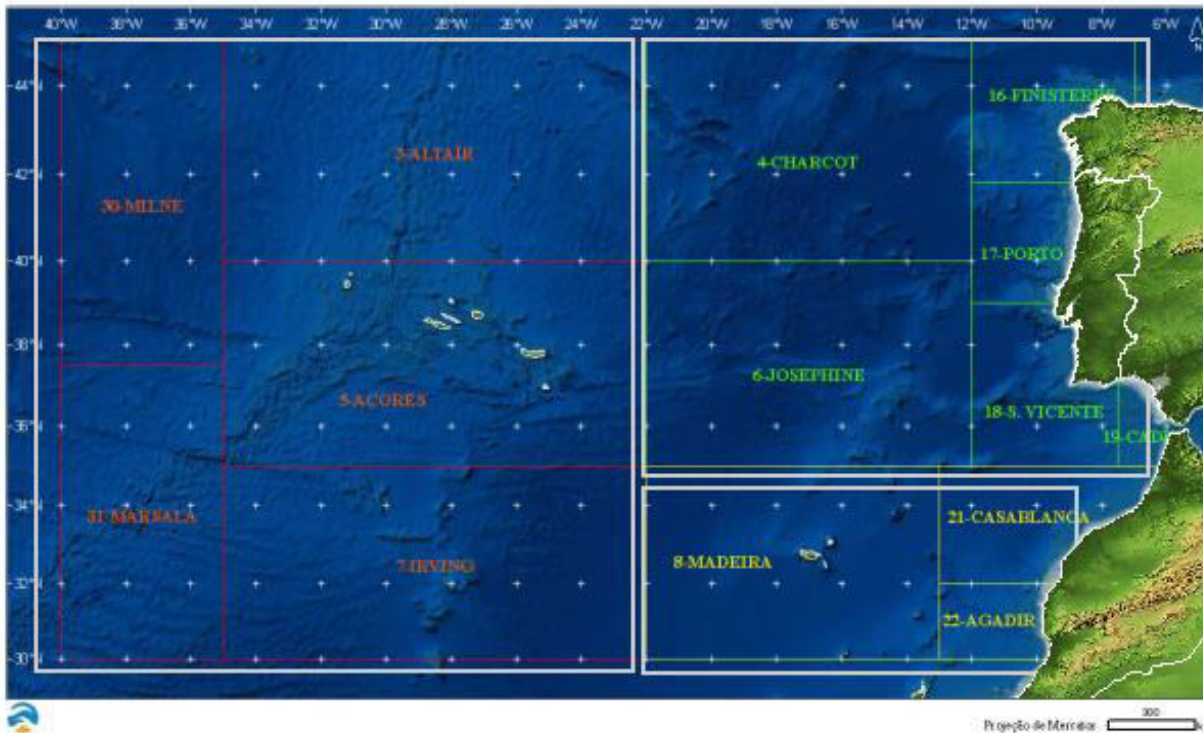 40°W 38°W 36°W 34°W 32°W 30°W 28°W 26°W 24°W 22°W 20°W 18°W 16°W 14°W 12°W 10°W 8°W 6°W
N
44°N
16-FINISTERRE
3-ALTAIR
4-CHARCOT
42°N
30-MILNE
40°N
17-PORTO
38°N
6-JOSEPHINE
5-ACORES
18-S. VICENTE
36°N
19-CADI
34°N
31-MARSALA
21-CASABLANCA
7-IRVING
8-MADEIRA
32°N
22-AGADIR
30°N
300
Projeção de Mercator